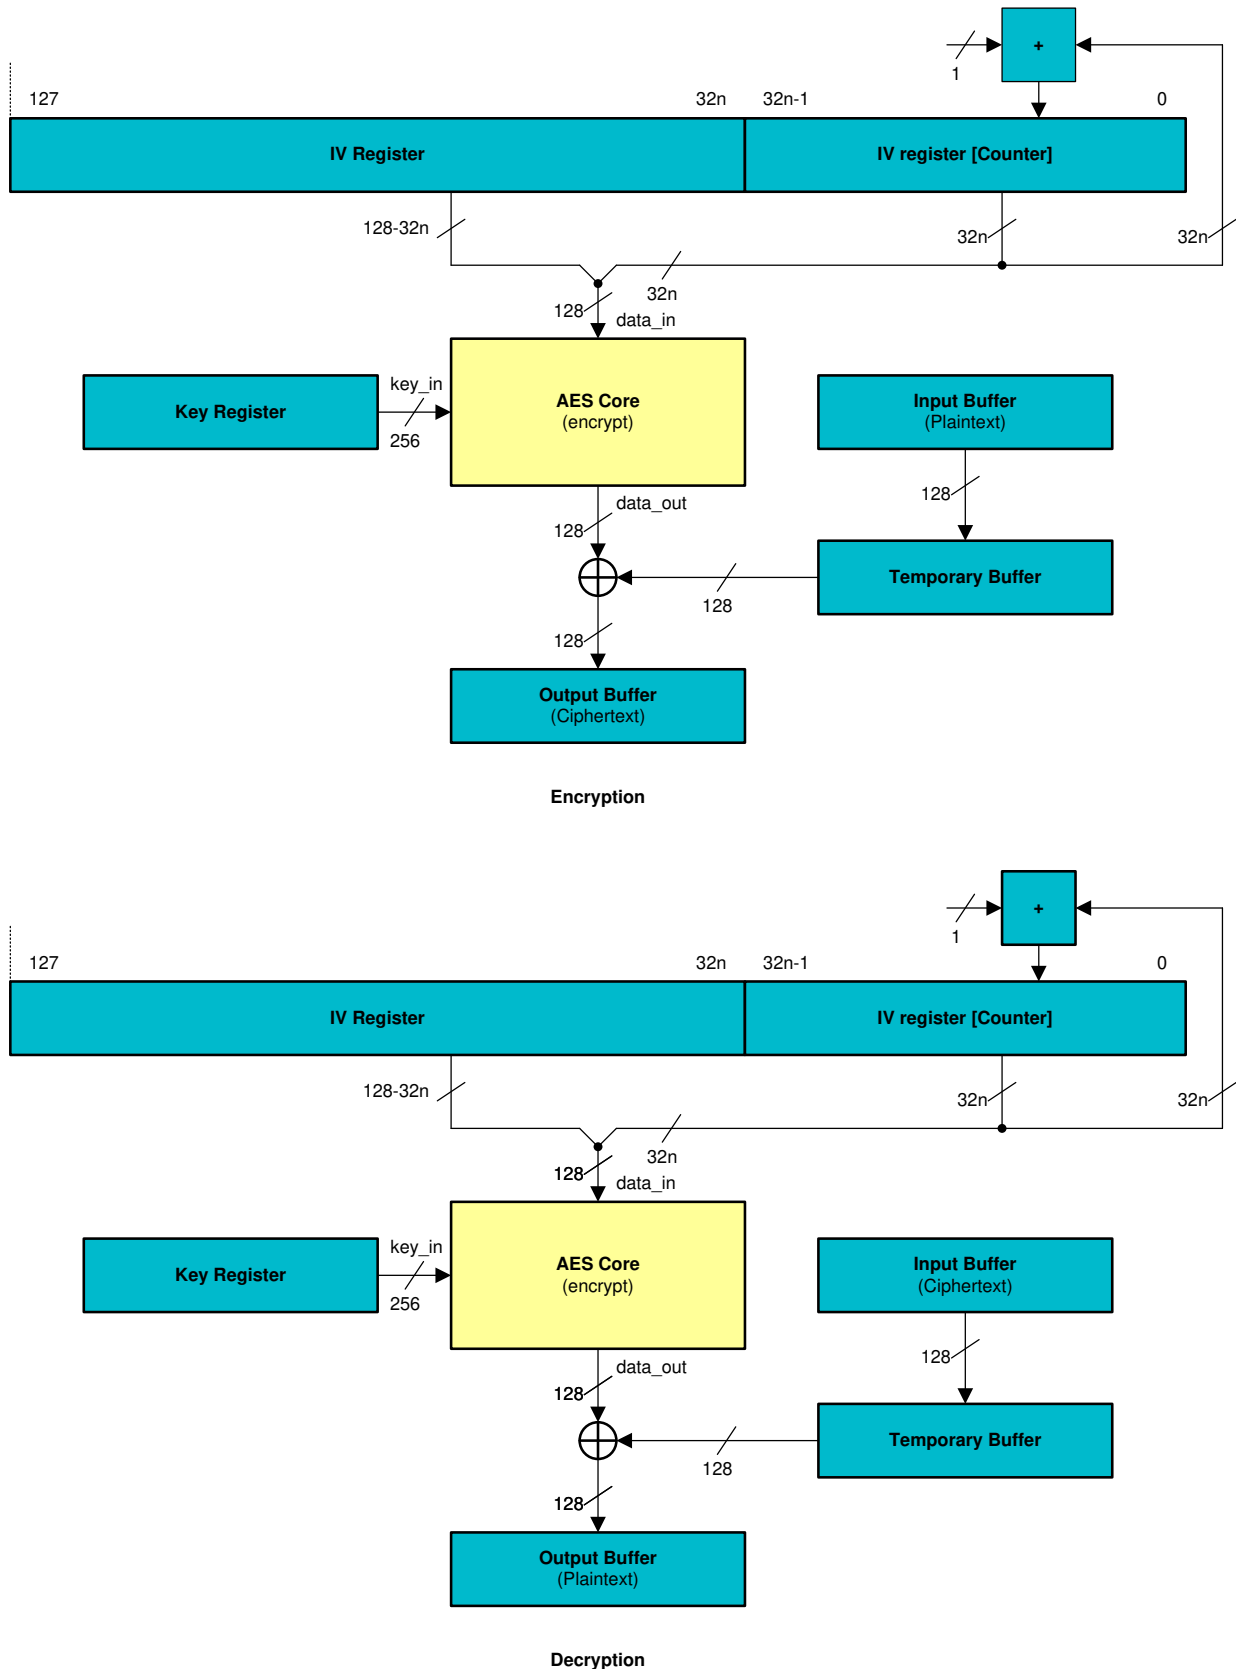 +
1
127
32n
32n-1
0
IV Register
IV register [Counter]
128-32n
32n
32n
32n
128
data_in
key_in
256
Key Register
AES Core
(encrypt)
Input Buffer
(Plaintext)
128
data_out
128
Temporary Buffer
128
128
Output Buffer
(Ciphertext)
Encryption
+
1
127
32n
32n-1
0
IV Register
IV register [Counter]
128-32n
32n
32n
32n
128
data_in
key_in
256
Key Register
AES Core
(encrypt)
Input Buffer
(Ciphertext)
128
data_out
128
Temporary Buffer
128
128
Output Buffer
(Plaintext)
Decryption